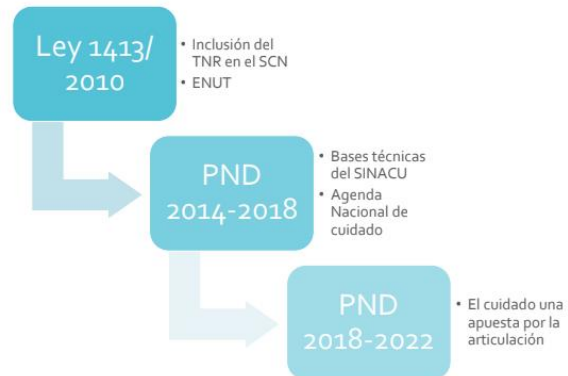 Ley 1413/
2010
• Inclusión del
TNR en el SCN
• ENUT
PND
2014-2018
• Bases técnicas
del SINACU
• Agenda
Nacional de
cuidado
PND
2018-2022
• El cuidado una
apuesta por la
articulación